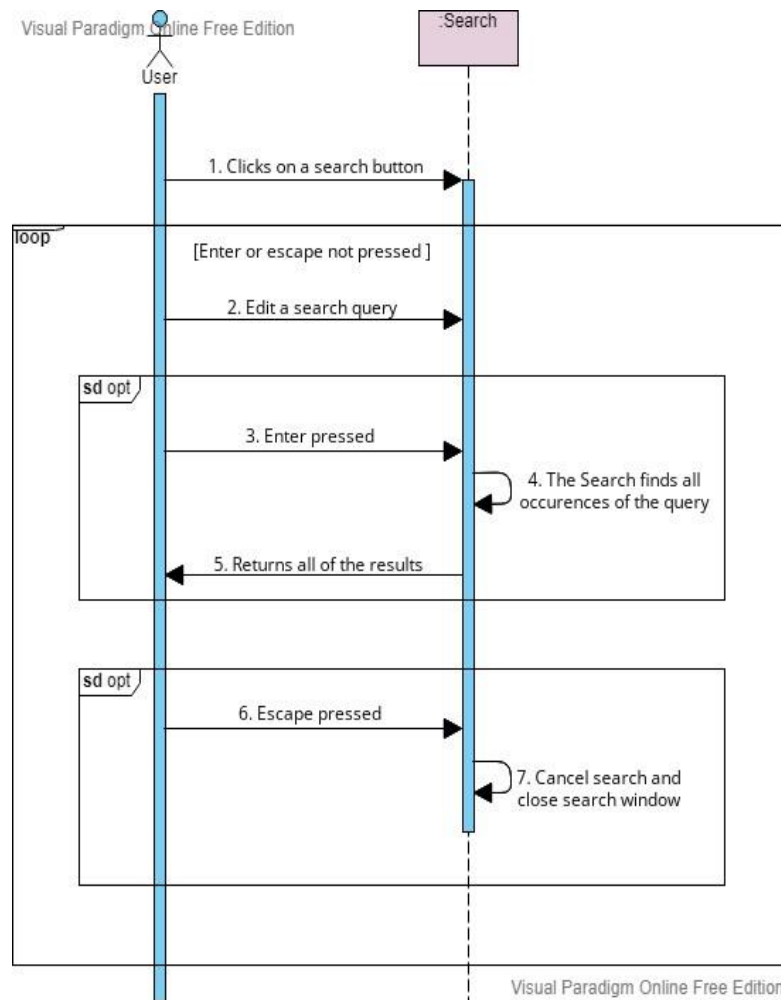 Visual Paradigm Online Free Edition
:Search
User
1. Clicks on a search button
loop
[Enter or escape not pressed ]
2. Edit a search query
sd opt
3. Enter pressed
4. The Search finds all
occurences of the query
5. Returns all of the results
sd opt
6. Escape pressed
7. Cancel search and
close search window
Visual Paradigm Online Free Edition